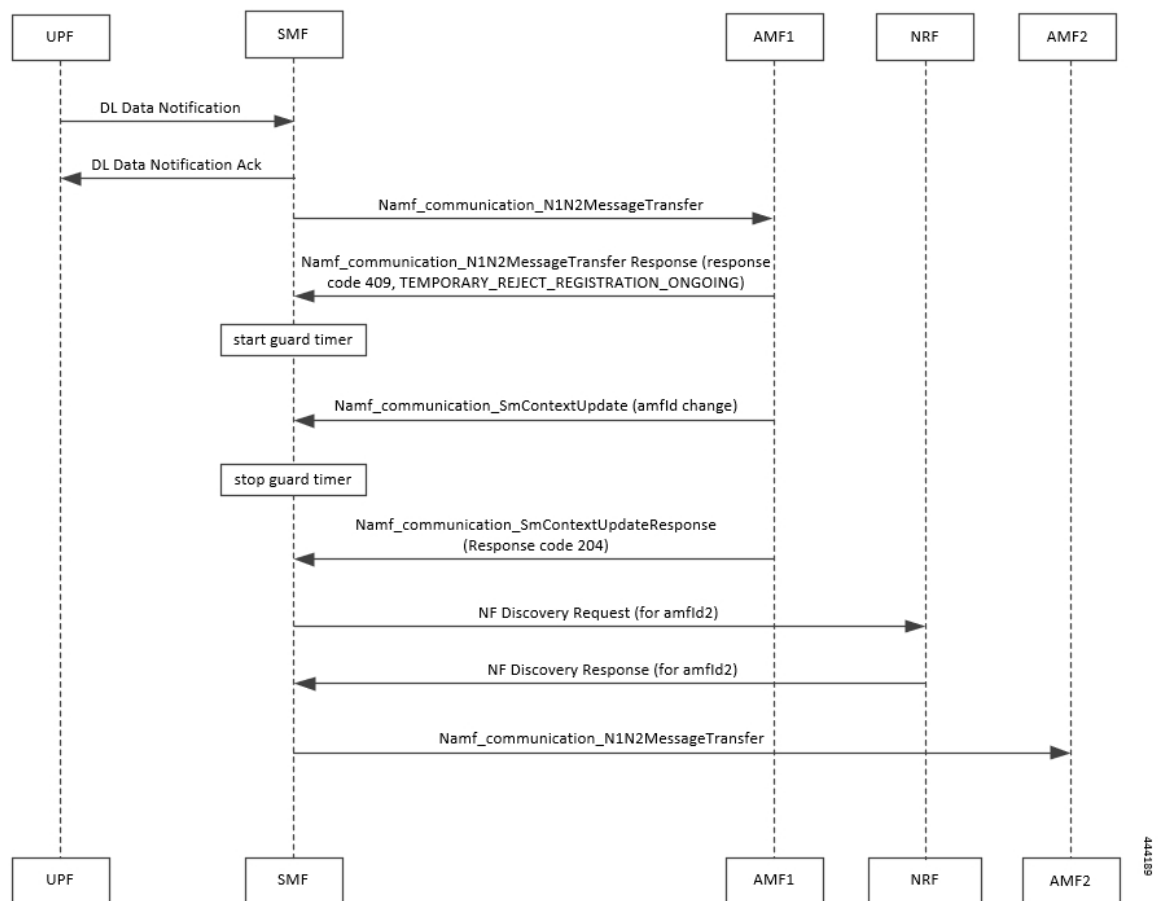 UPF
SMF
AMF1
NRF
AMF2
DL Data Notification
DL Data Notification Ack
Namf_communication_N1N2MessageTransfer
Namf_communication_N1N2MessageTransfer Response (response
code 409, TEMPORARY_REJECT_REGISTRATION_ONGOING)
start guard timer
Namf_communication_SmContextUpdate (amfId change)
stop guard timer
Namf_communication_SmContextUpdateResponse
(Response code 204)
NF Discovery Request (for amfId2)
NF Discovery Response (for amfId2)
Namf_communication_N1N2MessageTransfer
UPF
SMF
AMF1
NRF
AMF2
444189